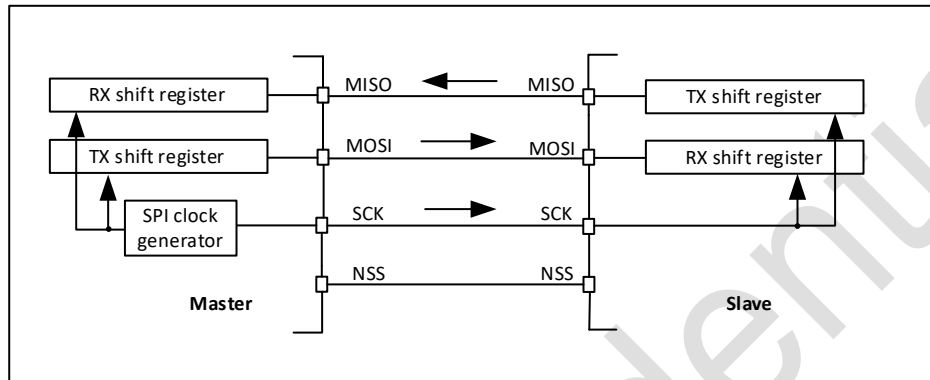 RX shift register
MISO
MISO
TX shift register
TX shift register
MOSI
MOSI
RX shift register
SPI clock
generator
SCK
SCK
NSS
NSS
Master
Slave